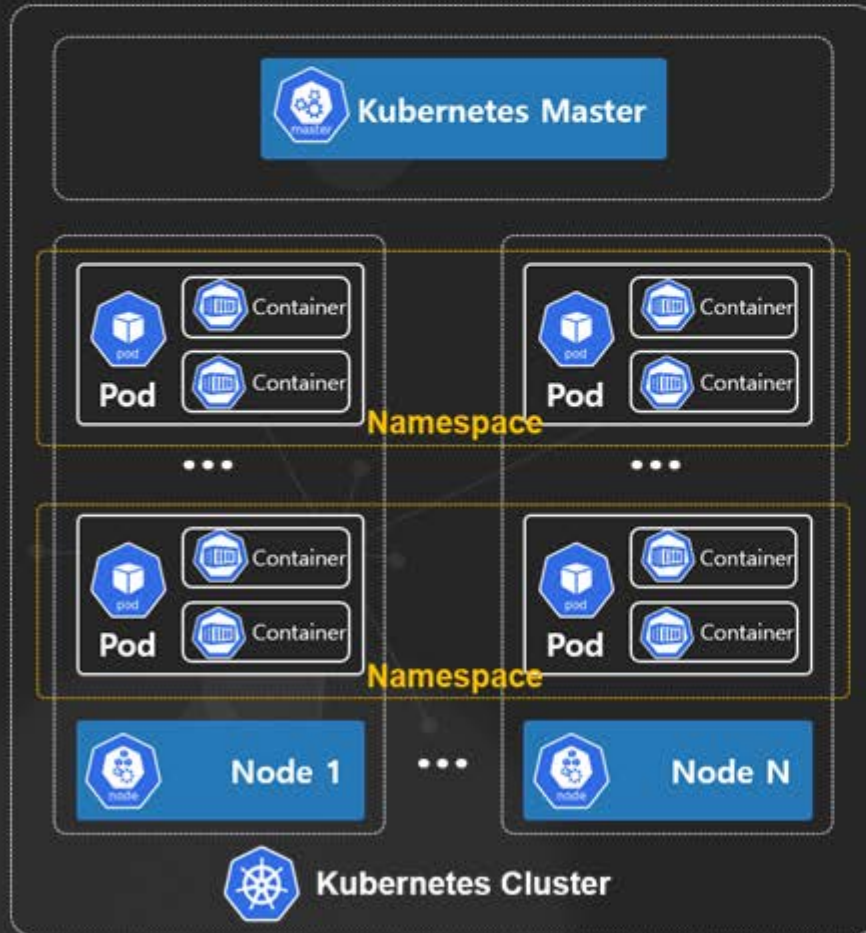 master
Kubernetes Master
Container
Container
pod
Pod
Container
Container
pod
Pod
Namespace
...
...
Container
Container
pod
Pod
Container
Container
pod
Pod
Namespace
node
Node 1
...
node
Node N
Kubernetes Cluster